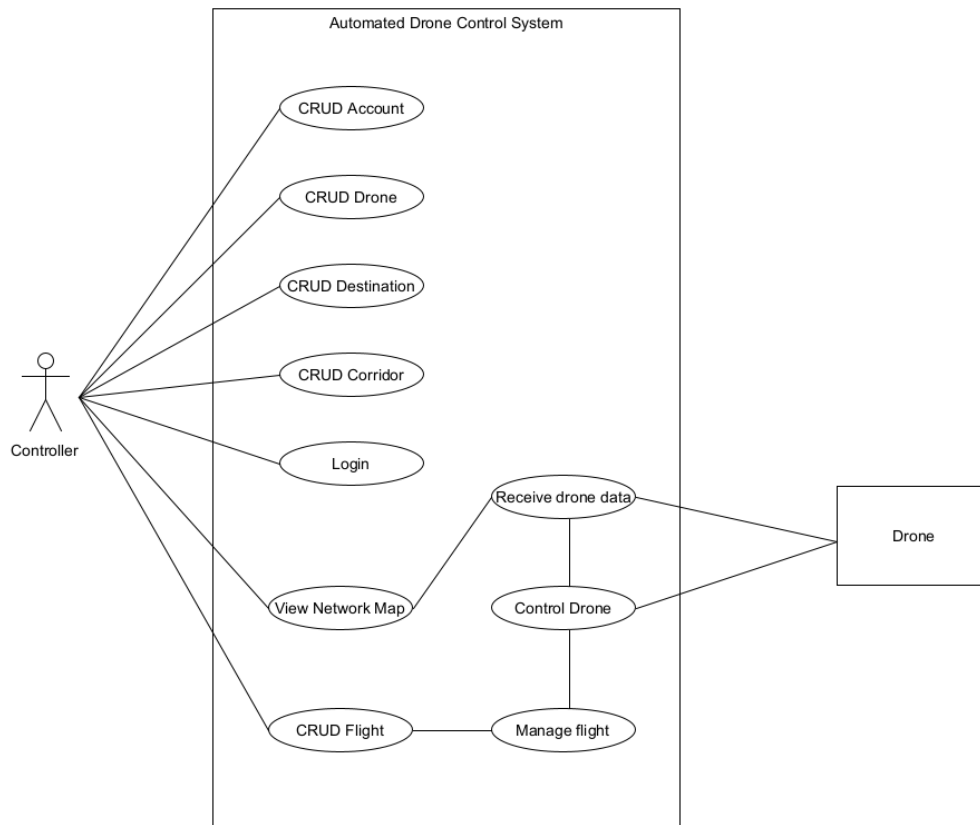 Automated Drone Control System
CRUD Account
CRUD Drone
CRUD Destination
CRUD Corridor
Controller
Login
Receive drone data
Drone
View Network Map
Control Drone
CRUD Flight
Manage flight